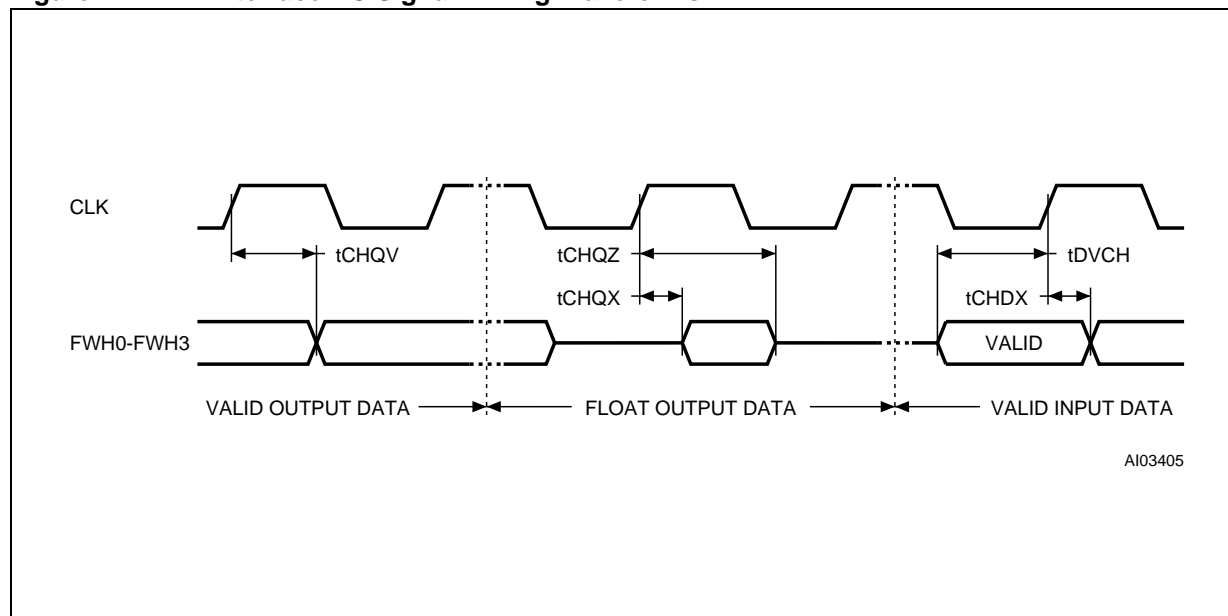 CLK
tCHQV
tCHQZ
tDVCH
tCHQX
tCHDX
FWH0-FWH3
VALID
VALID OUTPUT DATA
FLOAT OUTPUT DATA
VALID INPUT DATA
AI03405